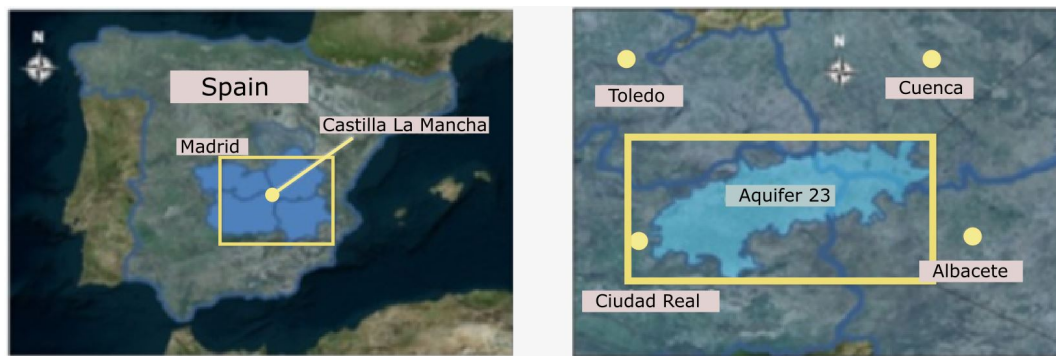 N
Spain
Castilla La Mancha
Madrid
N
Toledo
Cuenca
Aquifer 23
Ciudad Real
Albacete